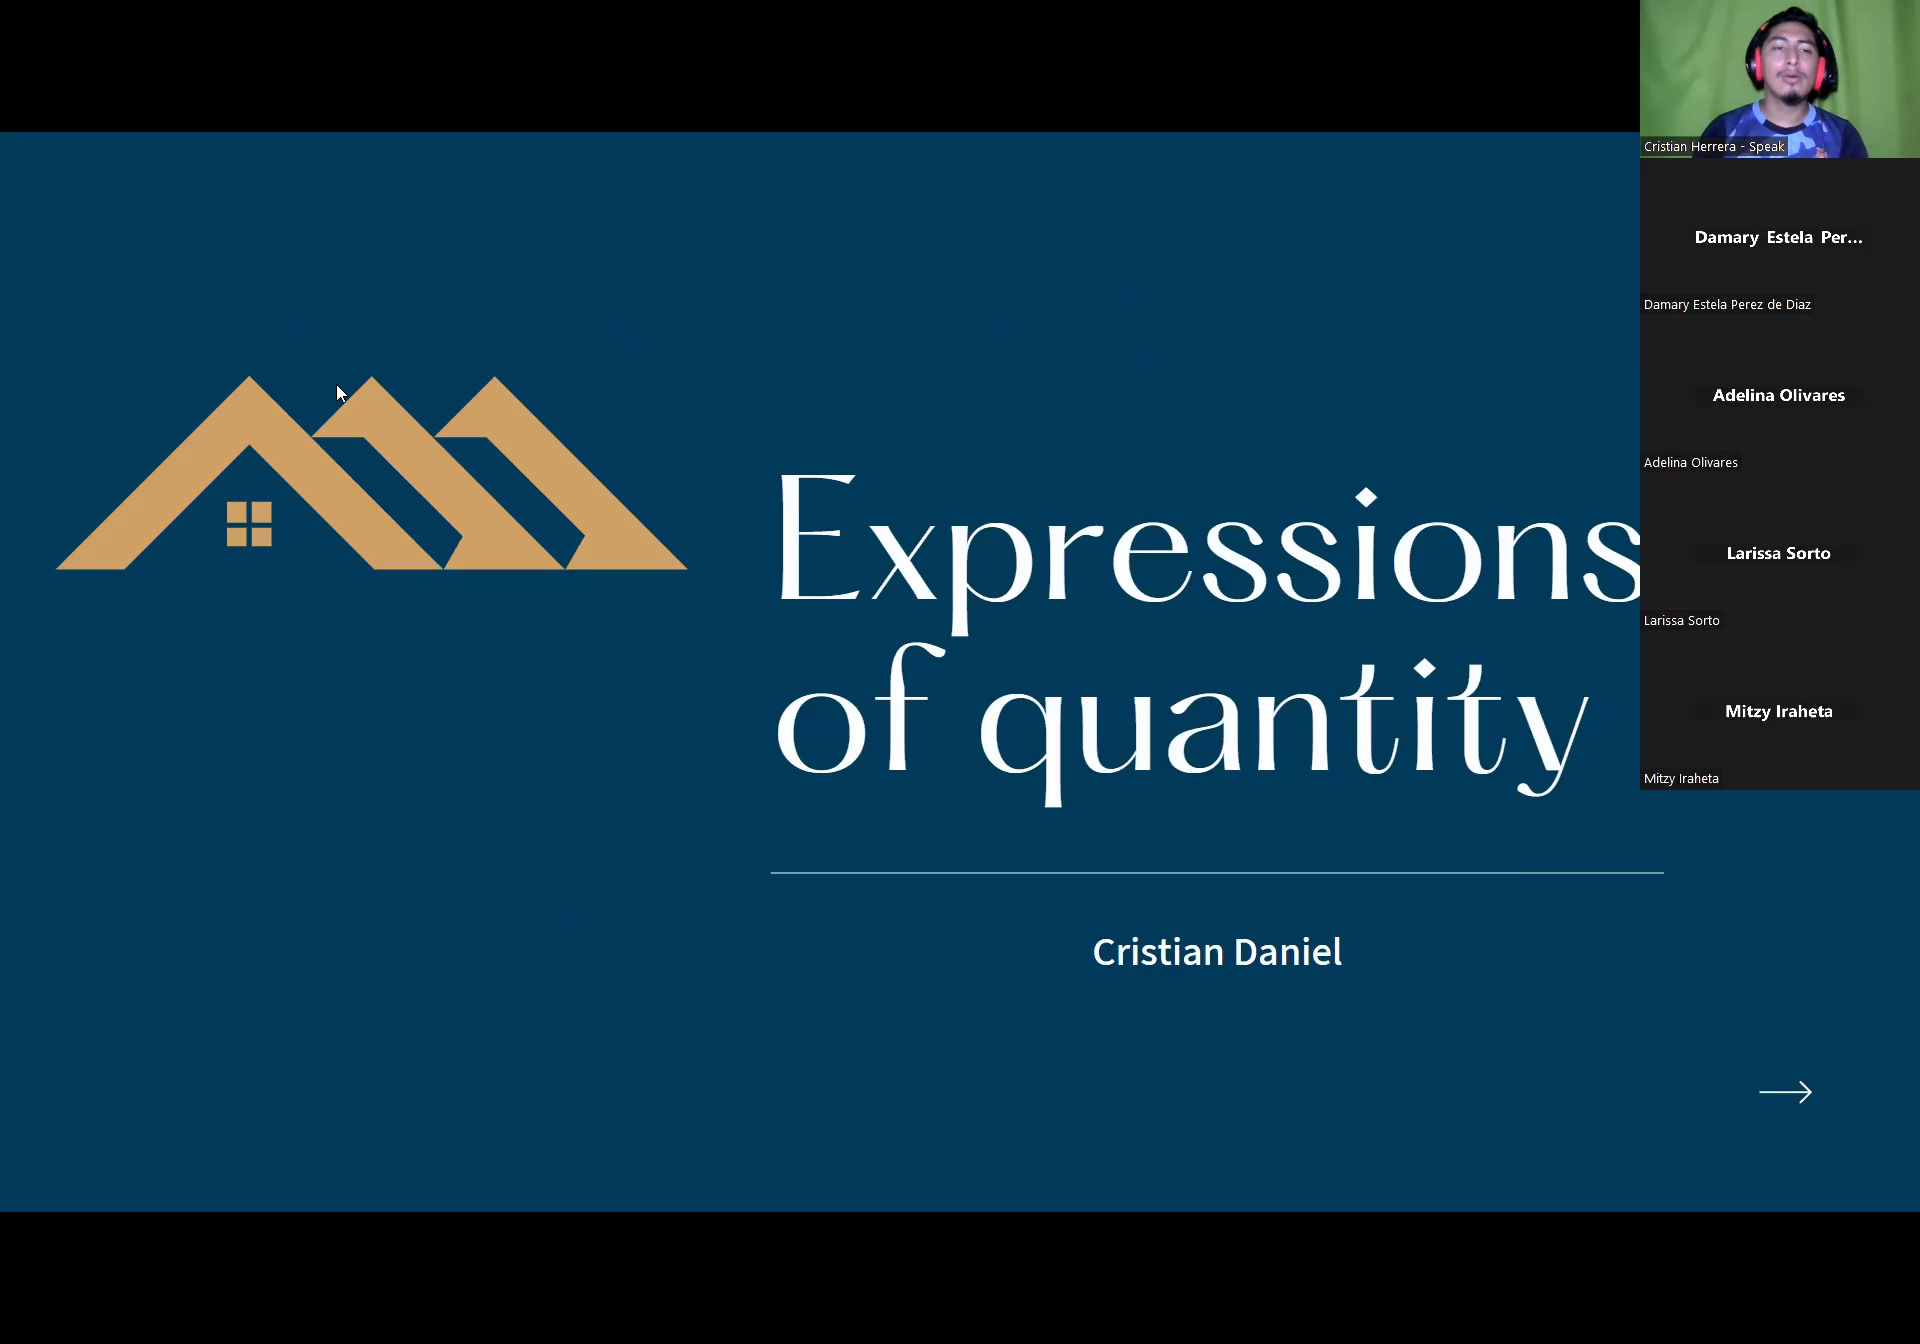 Expressions
of quantity
Cristian Daniel
Cristian Herrera - Speak
Damary Estela Per...
Damary Estela Perez de Diaz
Adelina Olivares
Adelina Olivares
Larissa Sorto
Larissa Sorto
Mitzy Iraheta
Mitzy Iraheta